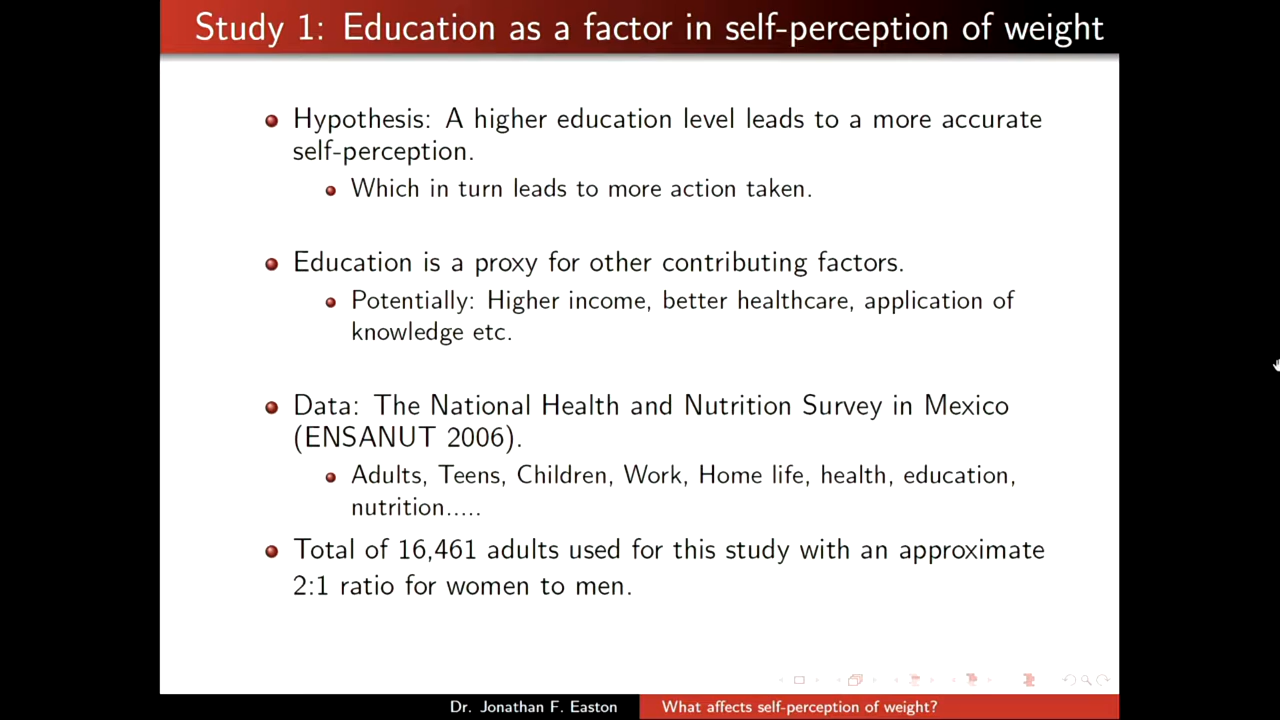 Study 1: Education as a factor in self-perception of weight
Hypothesis: A higher education level leads to a more accurate
self-perception.
Which in turn leads to more action taken.
Education is a proxy for other contributing factors.
Potentially: Higher income, better healthcare, application of
knowledge etc.
Data: The National Health and Nutrition Survey in Mexico
(ENSANUT 2006).
Adults, Teens, Children, Work, Home life, health, education,
nutrition.....
Total of 16,461 adults used for this study with an approximate
2:1 ratio for women to men.
Dr. Jonathan F. Easton What affects self-perception of weight?